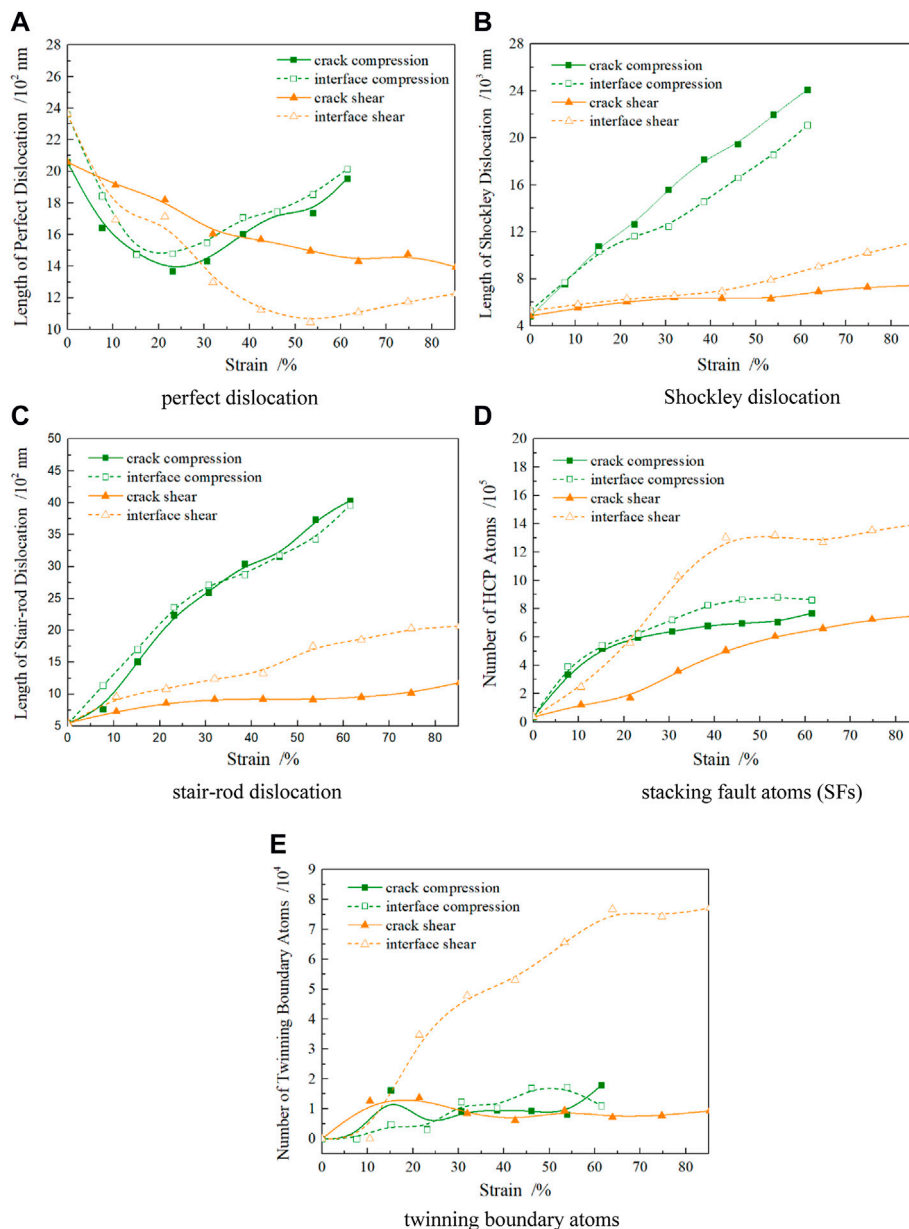 A
Length of Perfect Dislocation /10² nm
28
26
24
22
20
18
16
14
12
10
crack compression
interface compression
crack shear
interface shear
0 10 20 30 40 50 60 70 80
Strain /%
perfect dislocation
B
Length of Shockley Dislocation /10³ nm
28
24
20
16
12
8
4
crack compression
interface compression
crack shear
interface shear
0 10 20 30 40 50 60 70 80
Strain /%
Shockley dislocation
C
Length of Stair-rod Dislocation /10² nm
50
45
40
35
30
25
20
15
10
5
crack compression
interface compression
crack shear
interface shear
0 10 20 30 40 50 60 70 80
Strain /%
stair-rod dislocation
D
Number of HCP Atoms /10⁵
20
18
16
14
12
10
8
6
4
2
0
crack compression
interface compression
crack shear
interface shear
0 10 20 30 40 50 60 70 80
Stain /%
stacking fault atoms (SFs)
E
Number of Twinning Boundary Atoms /10⁴
9
8
7
6
5
4
3
2
1
0
crack compression
interface compression
crack shear
interface shear
0 10 20 30 40 50 60 70 80
Strain /%
twinning boundary atoms